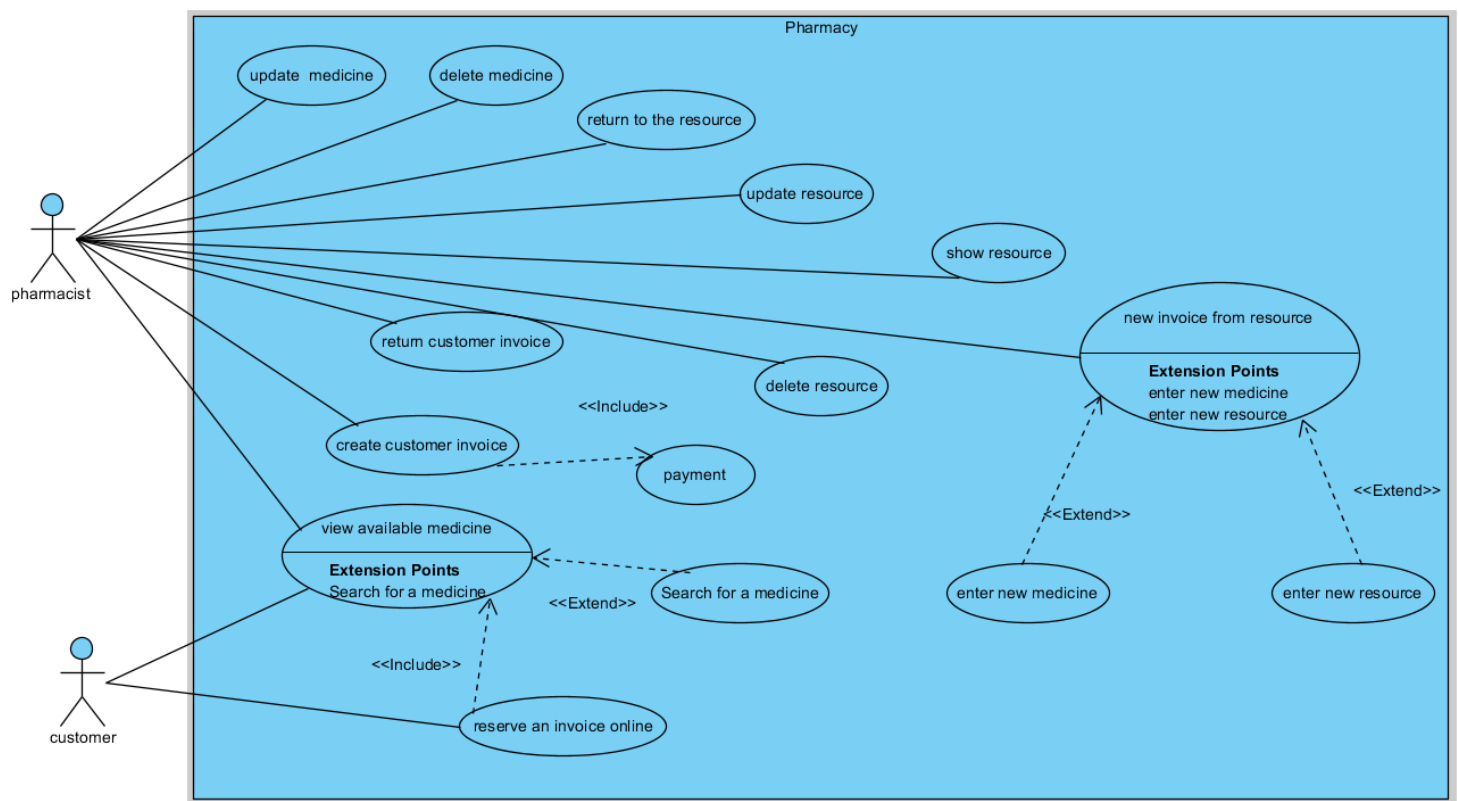 Pharmacy
update  medicine
delete medicine
return to the resource
update resource
show resource
pharmacist
new invoice from resource
Extension Points
enter new medicine
enter new resource
return customer invoice
delete resource
<<Include>>
create customer invoice
payment
<<Extend>>
<<Extend>>
view available medicine
Extension Points
Search for a medicine
Search for a medicine
<<Extend>>
enter new medicine
enter new resource
<<Include>>
reserve an invoice online
customer